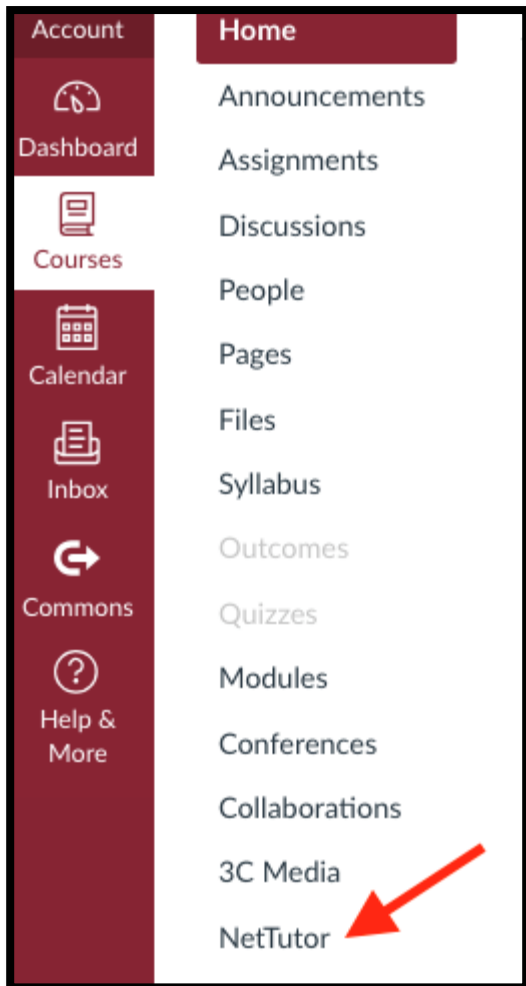 Account
Dashboard
Courses
Calendar
Inbox
Commons
Help &
More
Home
Announcements
Assignments
Discussions
People
Pages
Files
Syllabus
Outcomes
Quizzes
Modules
Conferences
Collaborations
3C Media
NetTutor